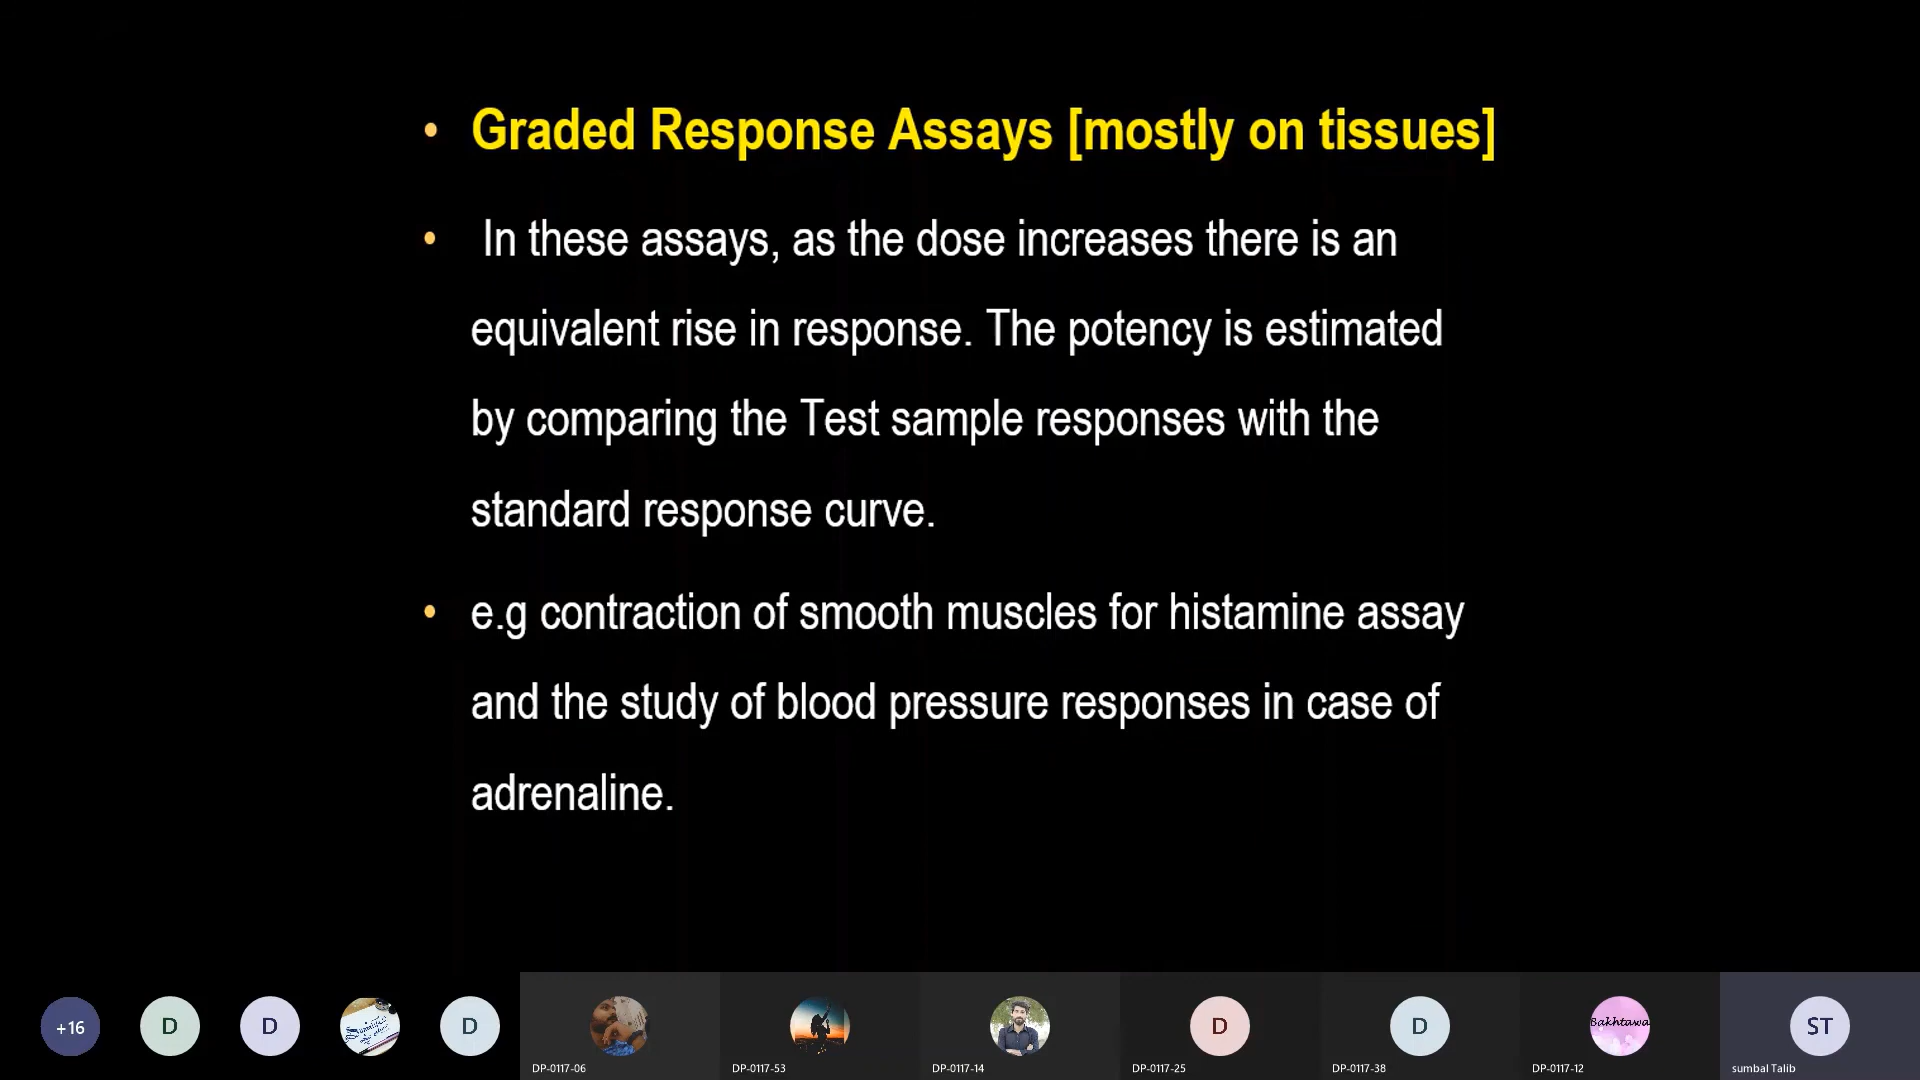 • Graded Response Assays [mostly on tissues]
• In these assays, as the dose increases there is an
equivalent rise in response. The potency is estimated
by comparing the Test sample responses with the
standard response curve.
• e.g contraction of smooth muscles for histamine assay
and the study of blood pressure responses in case of
adrenaline.
+16
D
D
D
D
D
Bakhtawa
ST
DP-0117-06
DP-0117-53
DP-0117-14
DP-0117-25
DP-0117-38
DP-0117-12
sumbal Talib